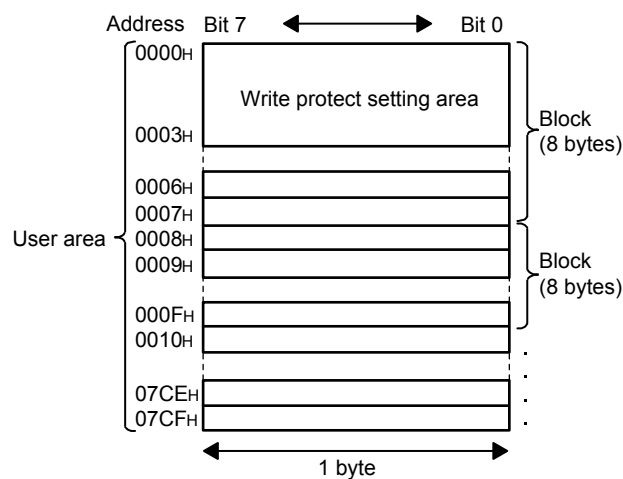 Address Bit 7 Bit 0
0000H
Write protect setting area
Block
(8 bytes)
0003H
0006H
0007H
User area
0008H
0009H
Block
(8 bytes)
000FH
0010H
07CEH
07CFH
1 byte